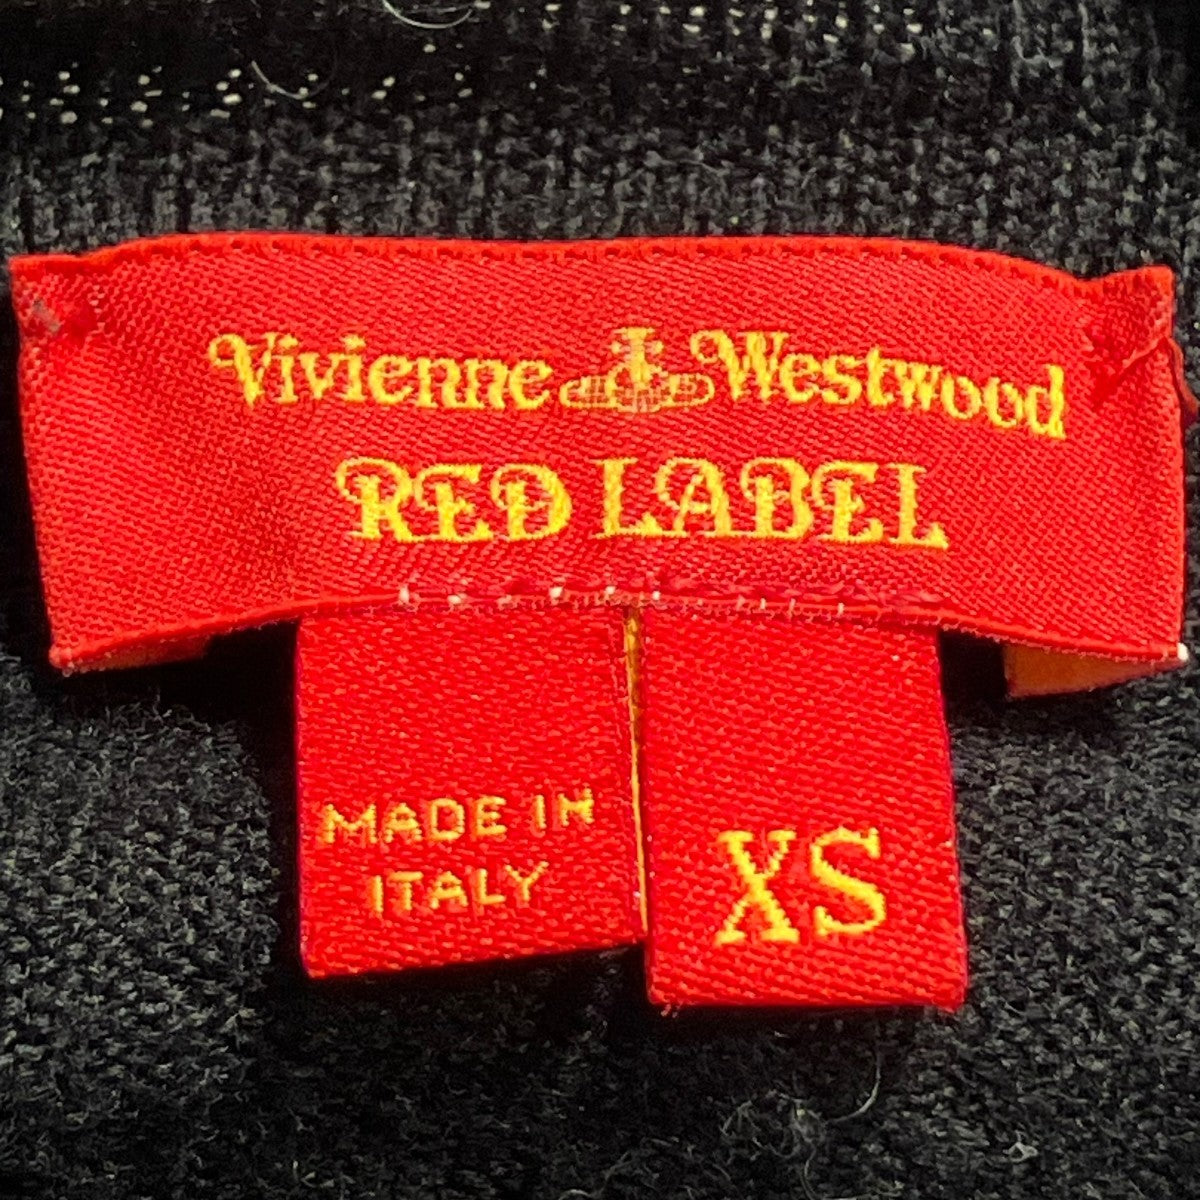 Vivienne Westwood
RED LABEL
MADE IN
ITALY
XS